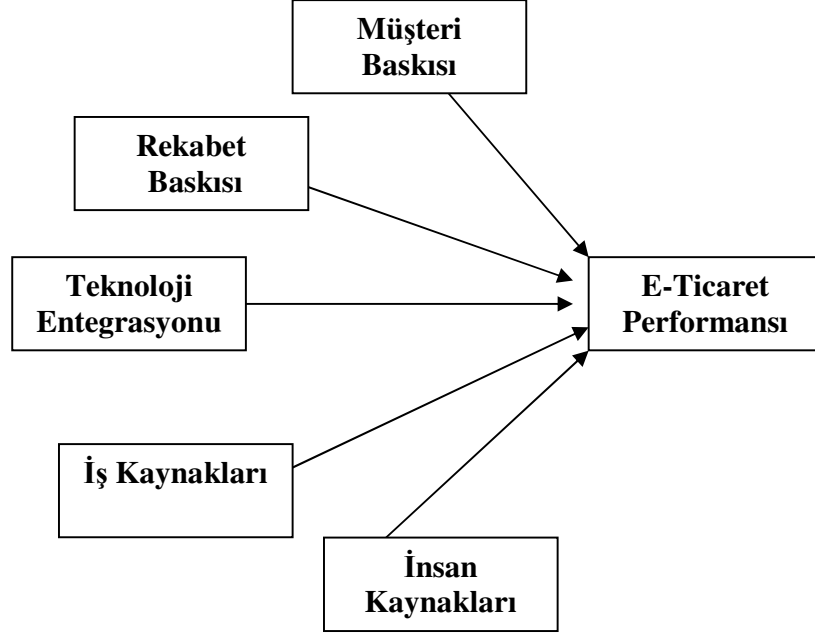 Müşteri
Baskısı
Rekabet
Baskısı
Teknoloji
Entegrasyonu
E-Ticaret
Performansı
İş Kaynakları
İnsan
Kaynakları